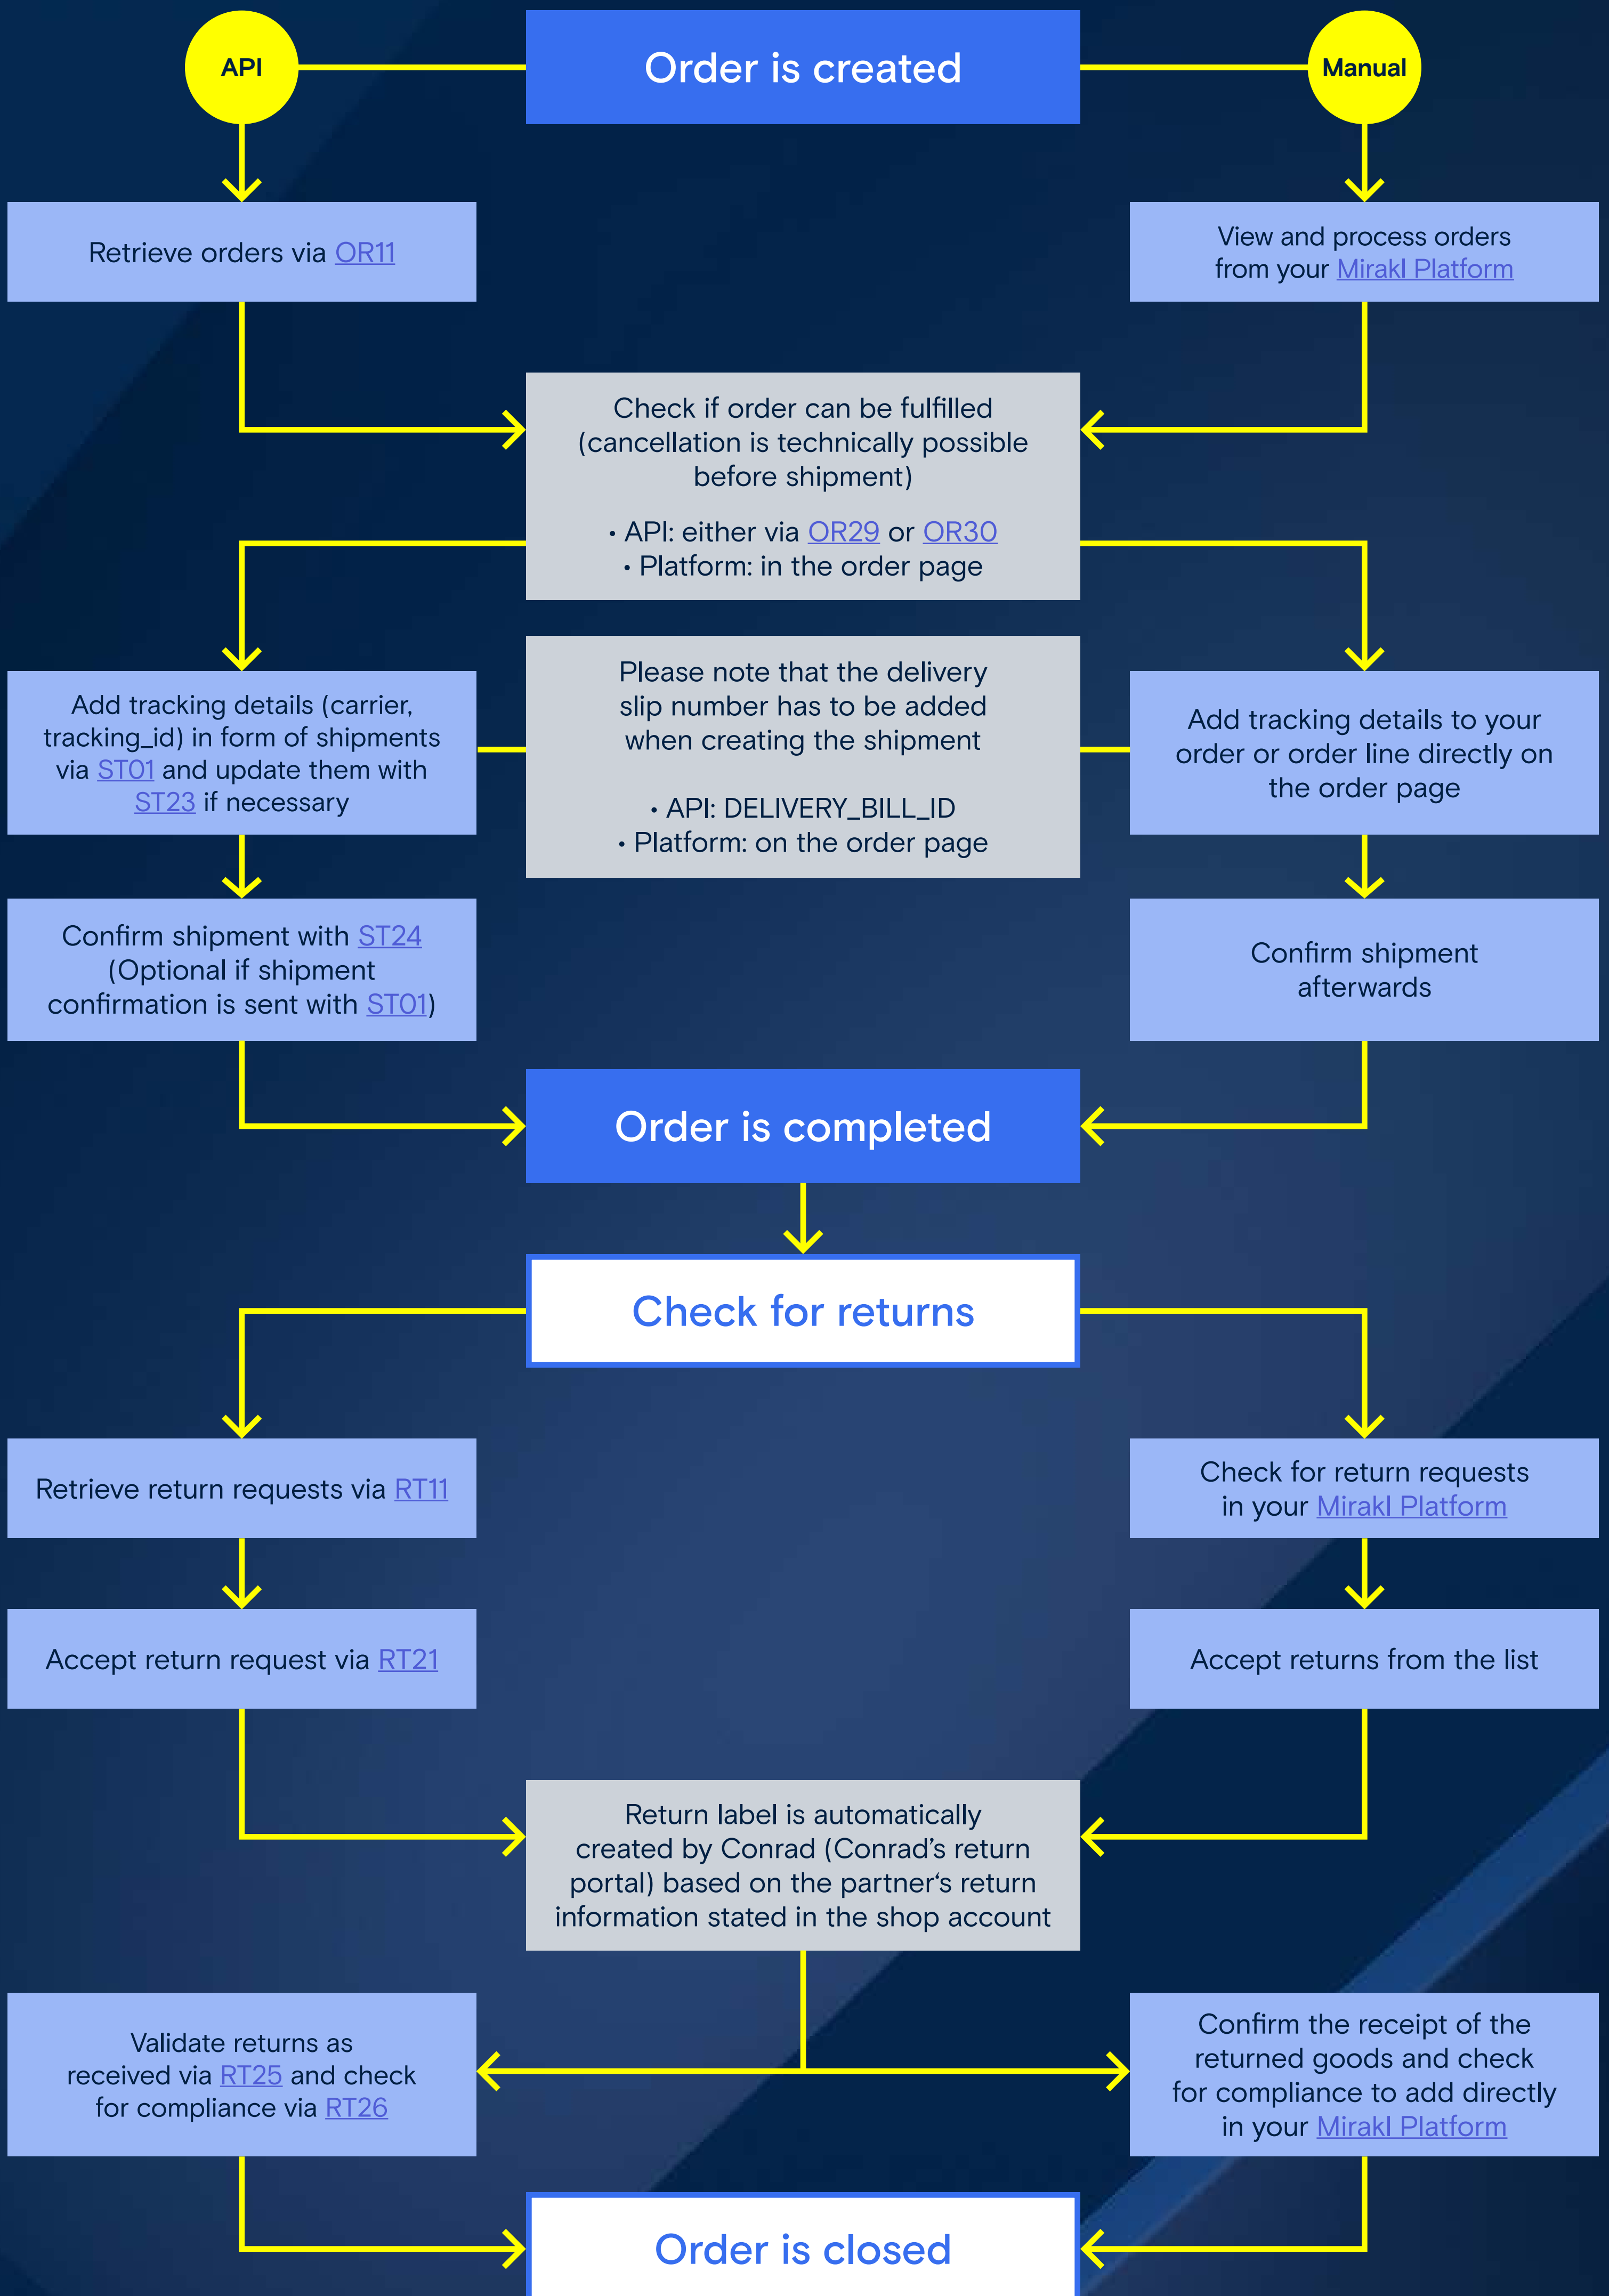 API
Order is created
Manual
Retrieve orders via OR11
View and process orders
from your Mirakl Platform
Check if order can be fulfilled
(cancellation is technically possible
before shipment)
• API: either via OR29 or OR30
• Platform: in the order page
Add tracking details (carrier,
tracking_id) in form of shipments
via ST01 and update them with
ST23 if necessary
Please note that the delivery
slip number has to be added
when creating the shipment
• API: DELIVERY_BILL_ID
• Platform: on the order page
Add tracking details to your
order or order line directly on
the order page
Confirm shipment with ST24
(Optional if shipment
confirmation is sent with ST01)
Confirm shipment
afterwards
Order is completed
Check for returns
Retrieve return requests via RT11
Check for return requests
in your Mirakl Platform
Accept return request via RT21
Accept returns from the list
Return label is automatically
created by Conrad (Conrad’s return
portal) based on the partner‘s return
information stated in the shop account
Validate returns as
received via RT25 and check
for compliance via RT26
Confirm the receipt of the
returned goods and check
for compliance to add directly
in your Mirakl Platform
Order is closed